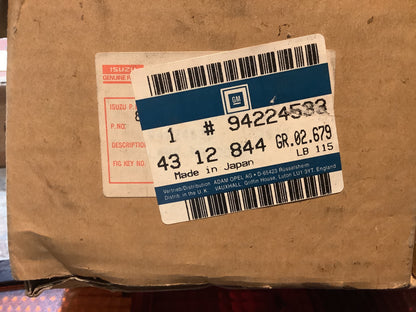 ISUZU
GENUINE
ISUZU P.
P.NO. 8
DESCRIPTION
FIG KEY NO.
GM
1 # 94224533
43 12 844 GR.02.679
Made in Japan LB 115
Vertrieb/Distribution ADAM OPEL AG • D-65423 Rüsselsheim
Distrib. in the U.K. VAUXHALL, Griffin House, Luton LU1 3YT, England